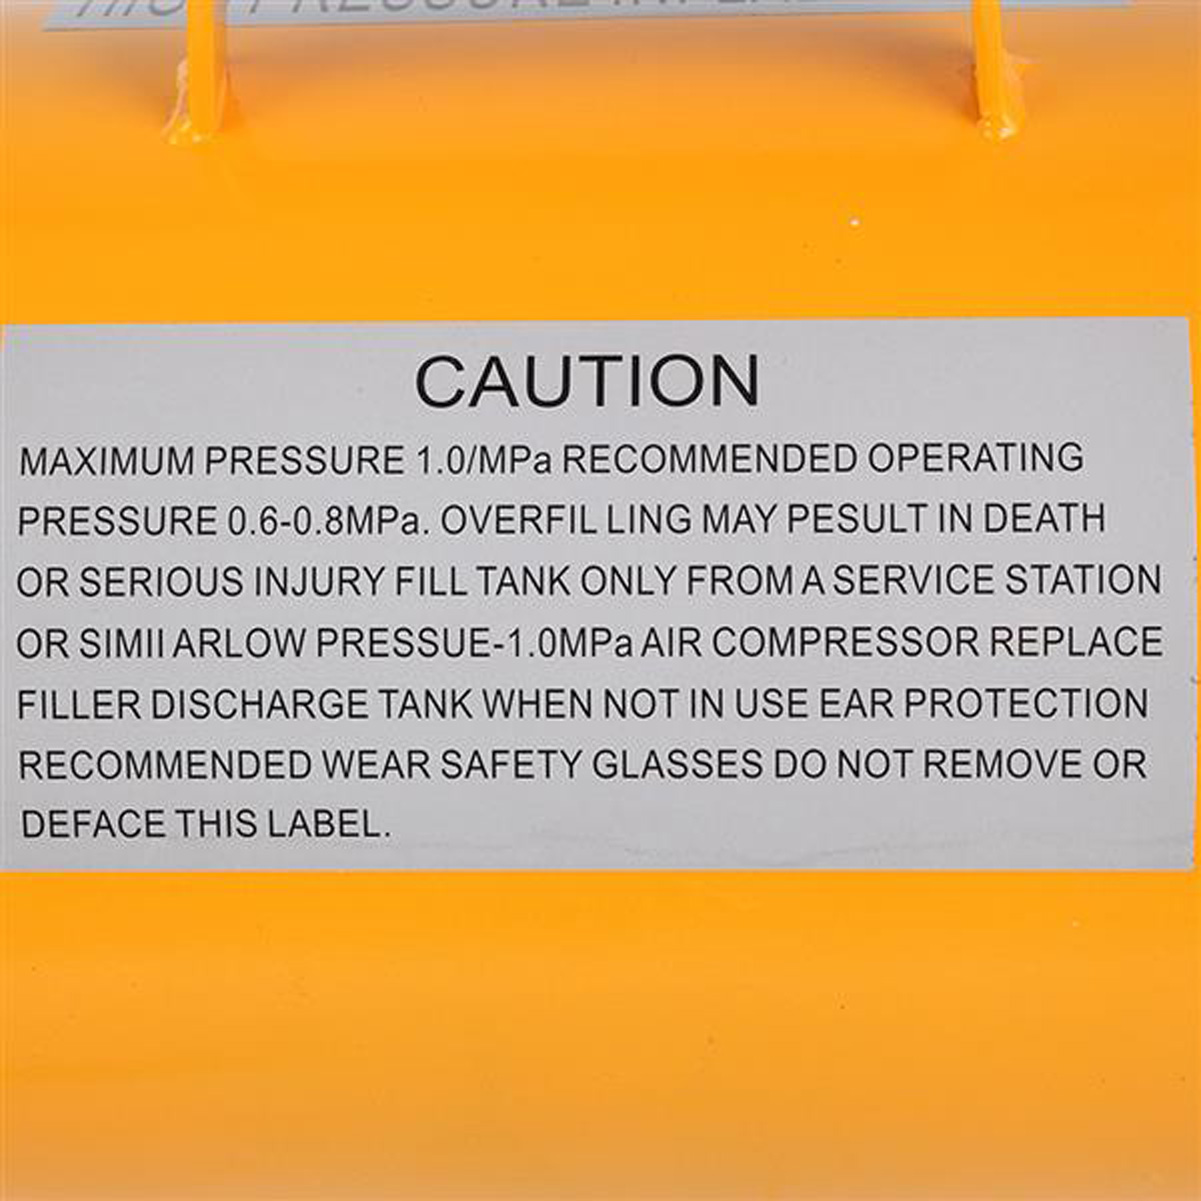 PRESSURE
CAUTION
MAXIMUM PRESSURE 1.0/MPa RECOMMENDED OPERATING
PRESSURE 0.6-0.8MPa. OVERFIL LING MAY PESULT IN DEATH
OR SERIOUS INJURY FILL TANK ONLY FROM A SERVICE STATION
OR SIMII ARLOW PRESSUE-1.0MPa AIR COMPRESSOR REPLACE
FILLER DISCHARGE TANK WHEN NOT IN USE EAR PROTECTION
RECOMMENDED WEAR SAFETY GLASSES DO NOT REMOVE OR
DEFACE THIS LABEL.